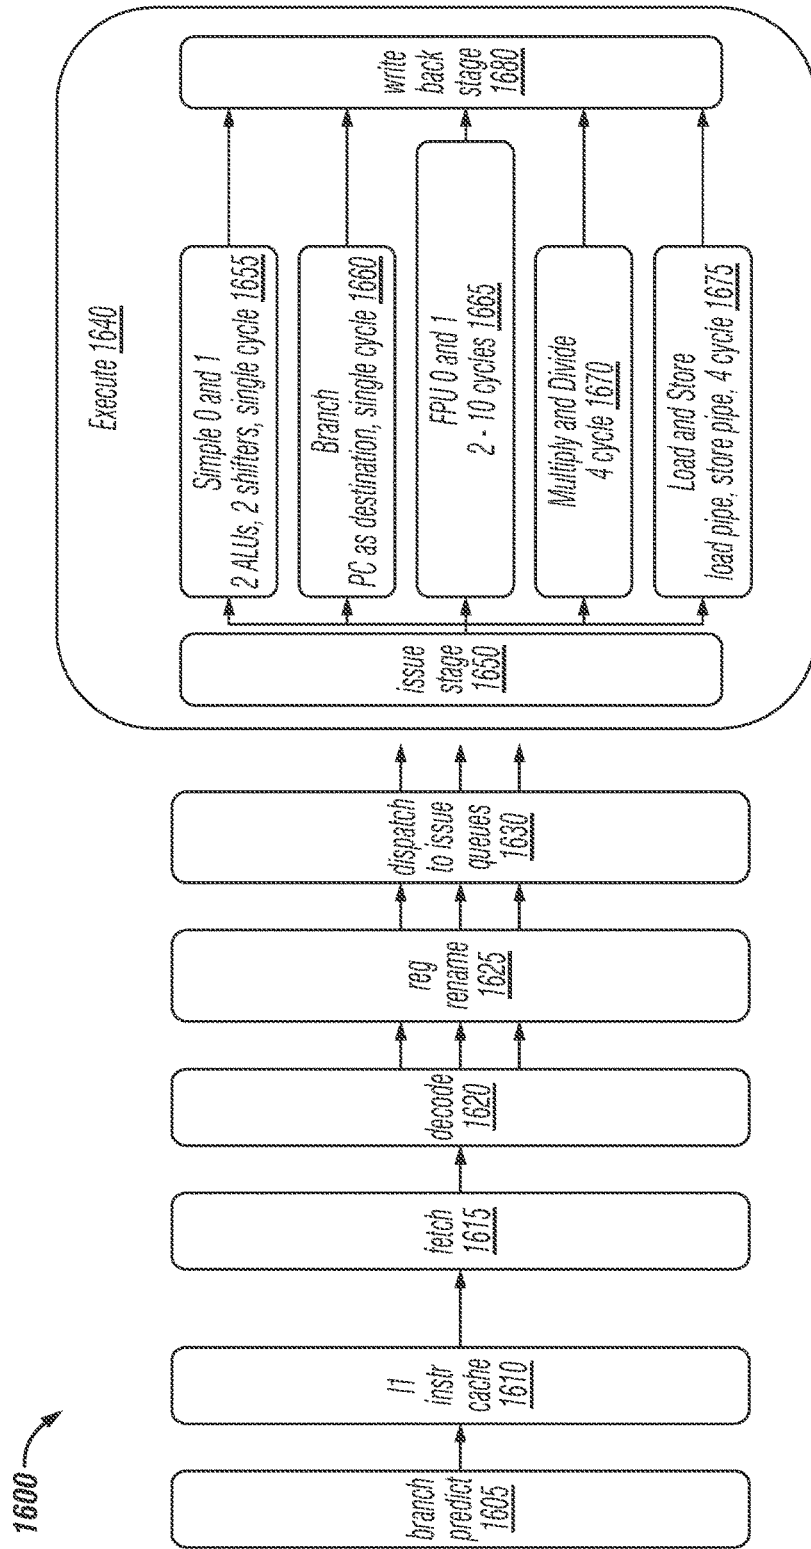 1600
branch
predict
1605
l1
instr
cache
1610
fetch
1615
decode
1620
reg
rename
1625
dispatch
to issue
queues
1630
Execute 1640
issue
stage
1650
Simple 0 and 1
2 ALUs, 2 shifters, single cycle 1655
Branch
PC as destination, single cycle 1660
FPU 0 and 1
2 - 10 cycles 1665
Multiply and Divide
4 cycle 1670
Load and Store
load pipe, store pipe, 4 cycle 1675
write
back
stage
1680